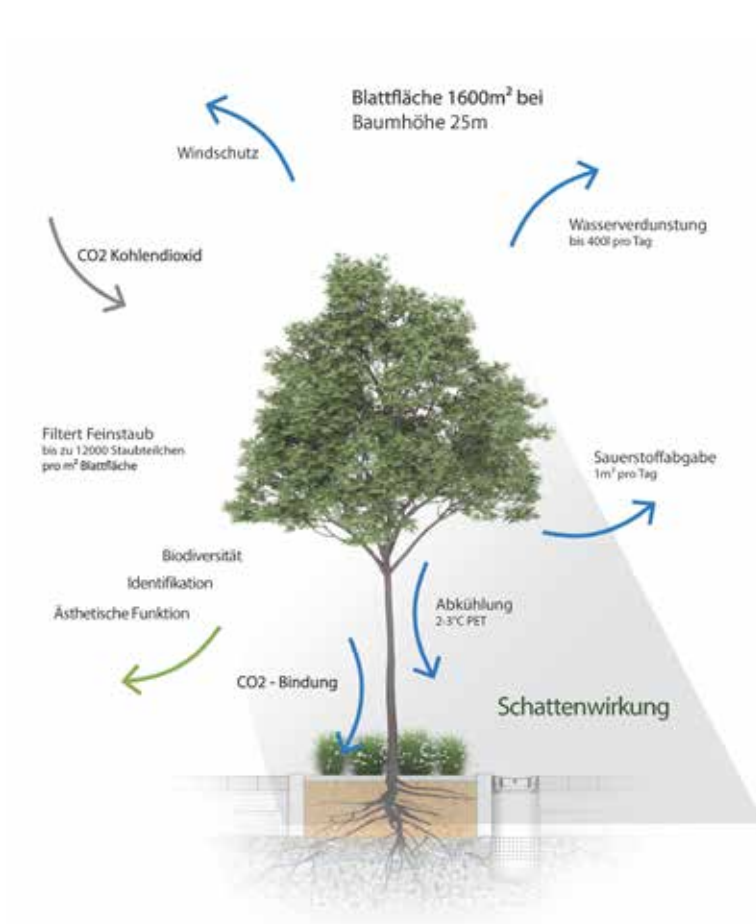 Blattfläche 1600m² bei
Baumhöhe 25m
Windschutz
Wasserverdunstung
bis 400l pro Tag
CO2 Kohlendioxid
Filtert Feinstaub
bis zu 12000 Staubteilchen
pro m² Blattfläche
Sauerstoffabgabe
1m³ pro Tag
Biodiversität
Identifikation
Ästhetische Funktion
Abkühlung
2-3°C PET
CO2 - Bindung
Schattenwirkung